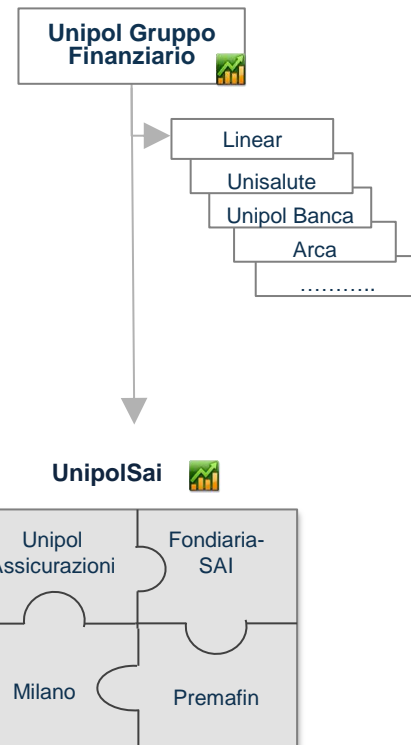 Unipol Gruppo
Finanziario
Linear
Unisalute
Unipol Banca
Arca
………..
UnipolSai
Unipol
Assicurazioni
Fondiaria-
SAI
Milano
Premafin